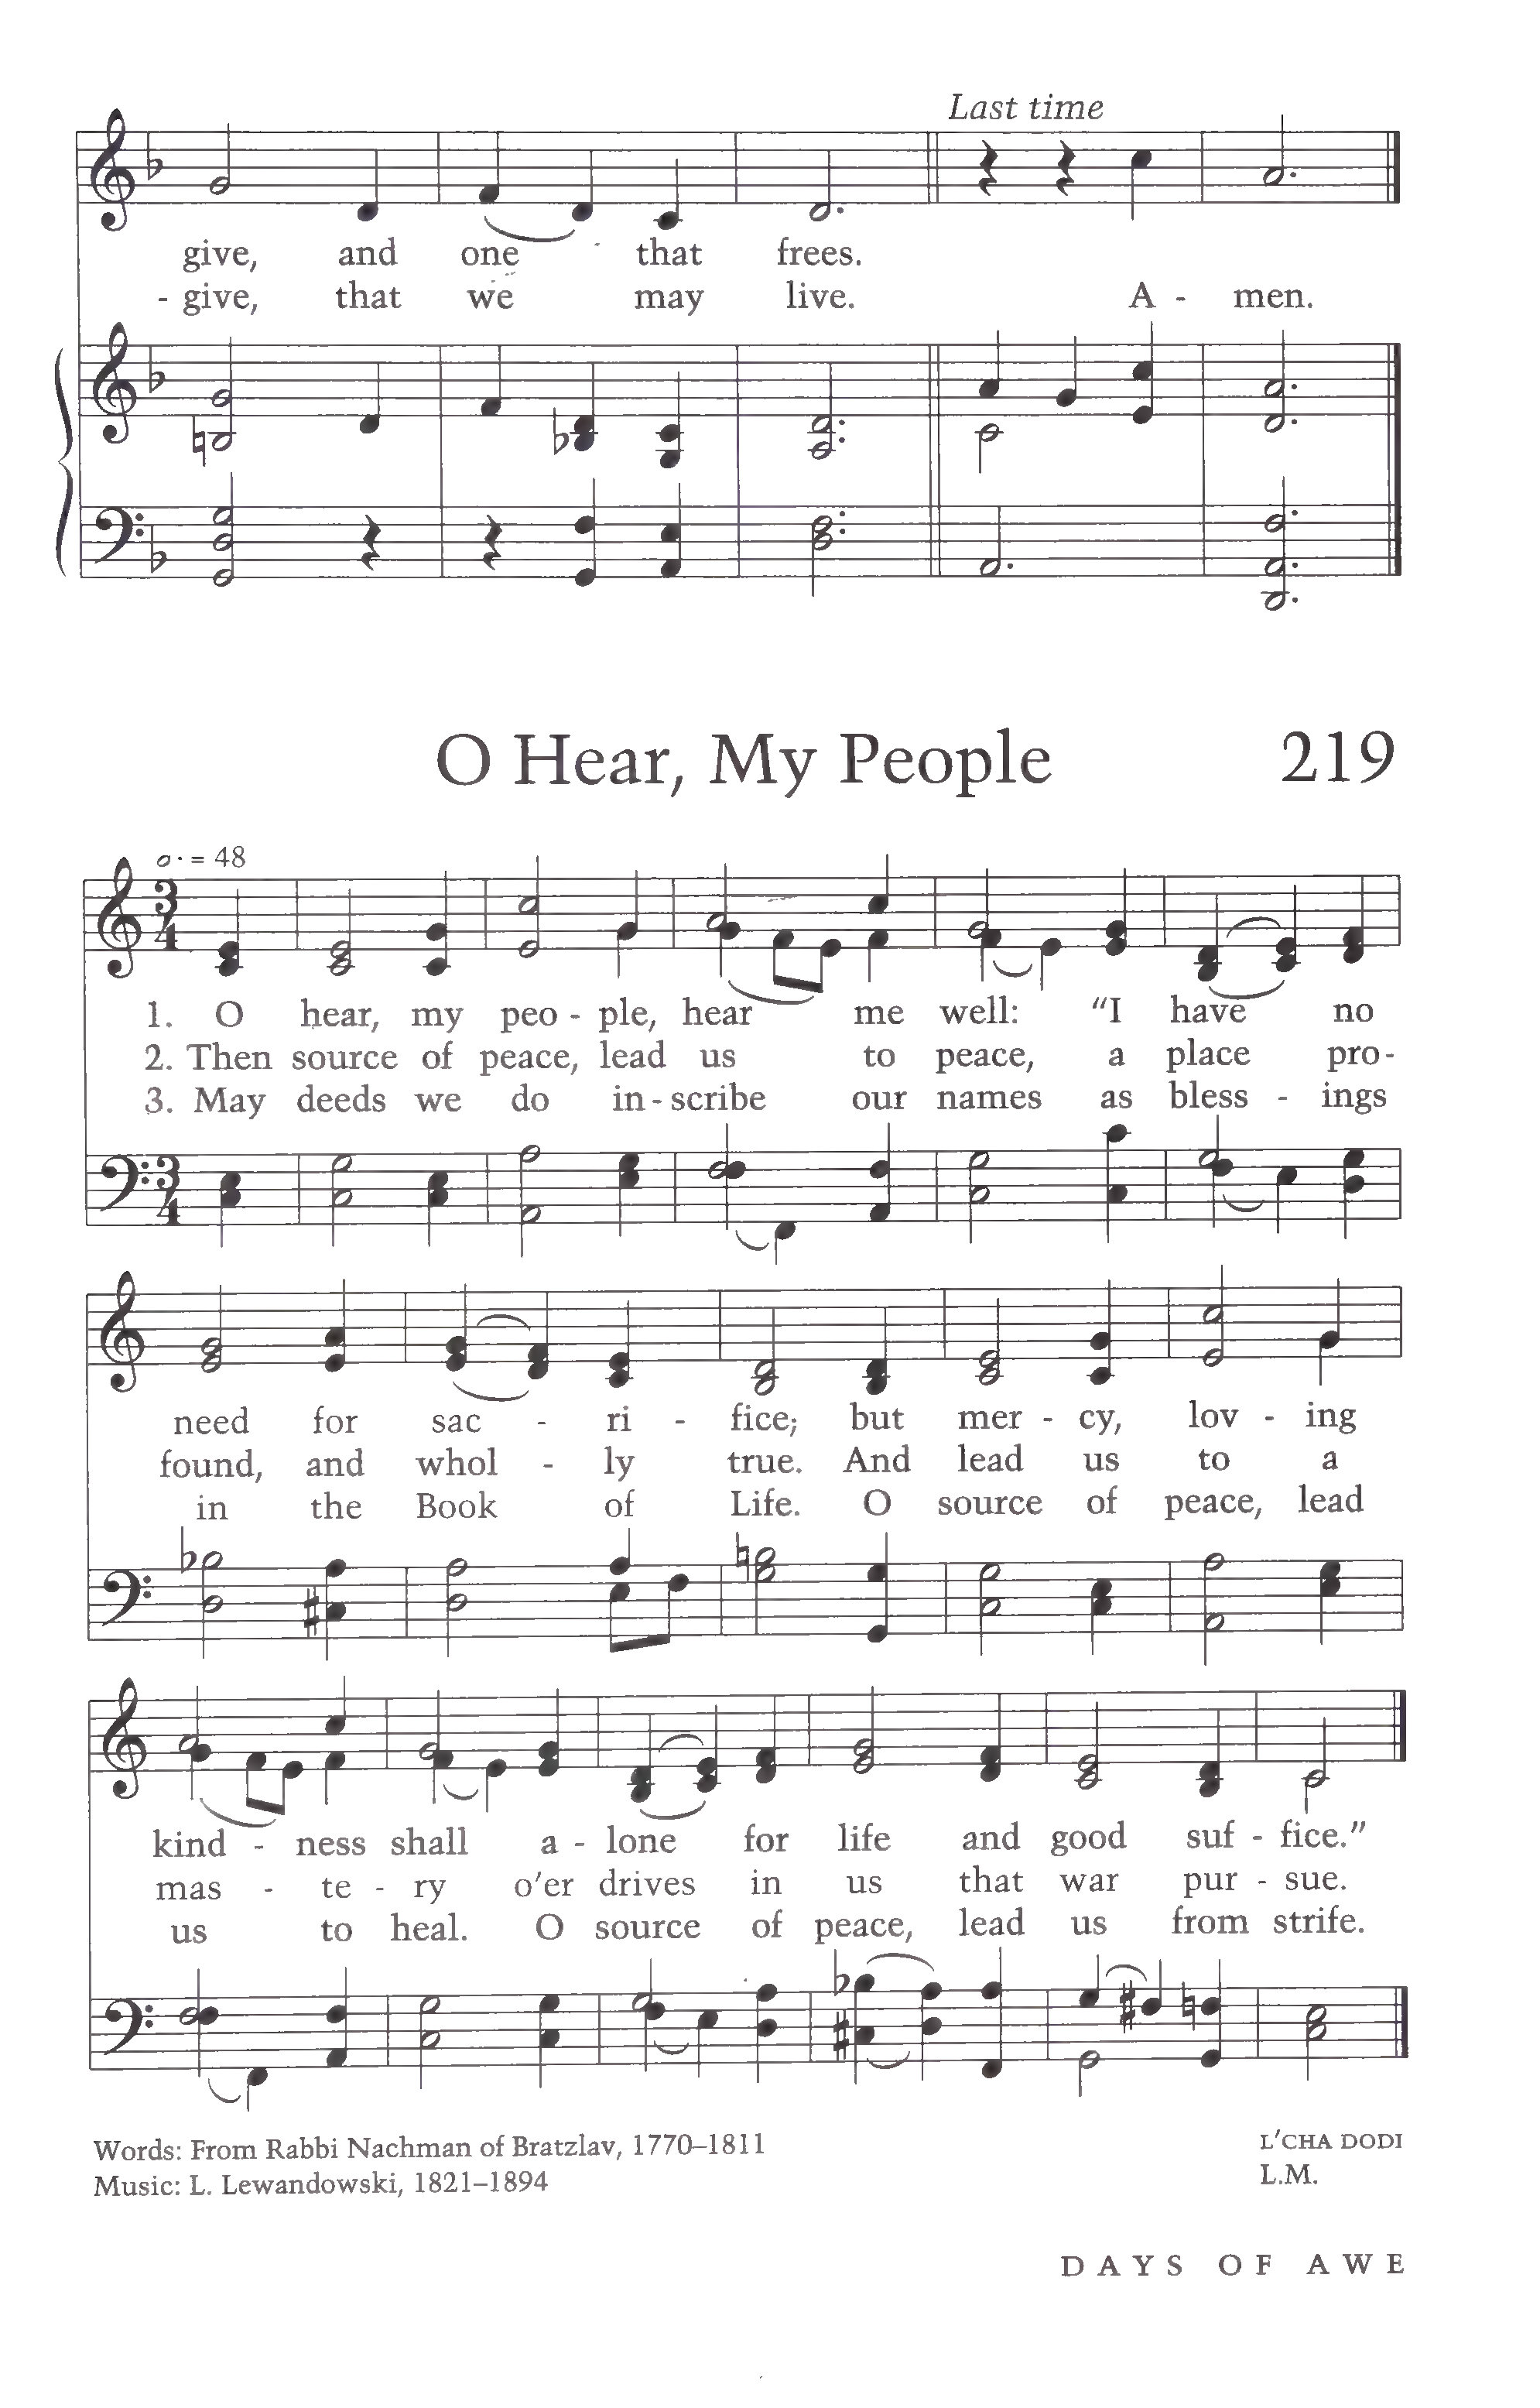 Last time
give, and one that frees.
- give, that we may live. A - men.
O Hear, My People 219
= 48
3
4
1. O hear, my peo - ple, hear me well: “I have no
2. Then source of peace, lead us to peace, a place pro-
3. May deeds we do in - scribe our names as bless - ings
3
4
need for sac - ri - fice; but mer - cy, lov - ing
found, and whol - ly true. And lead us to a
in the Book of Life. O source of peace, lead
kind - ness shall a - lone for life and good suf - fice.”
mas - te - ry o'er drives in us that war pur - sue.
us to heal. O source of peace, lead us from strife.
Words: From Rabbi Nachman of Bratzlav, 1770–1811 L'CHA DODI
Music: L. Lewandowski, 1821–1894 L.M.
DAYS OF AWE